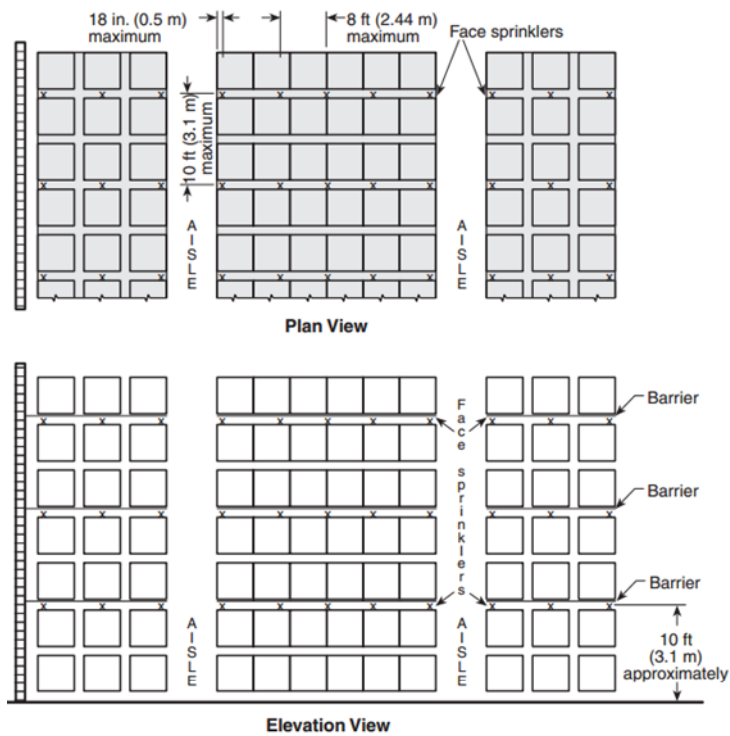 18 in. (0.5 m)
maximum
8 ft (2.44 m)
maximum
Face sprinklers
10 ft (3.1 m)
maximum
AISLE
AISLE
Plan View
Face sprinklers
Barrier
Barrier
Barrier
AISLE
AISLE
10 ft
(3.1 m)
approximately
Elevation View